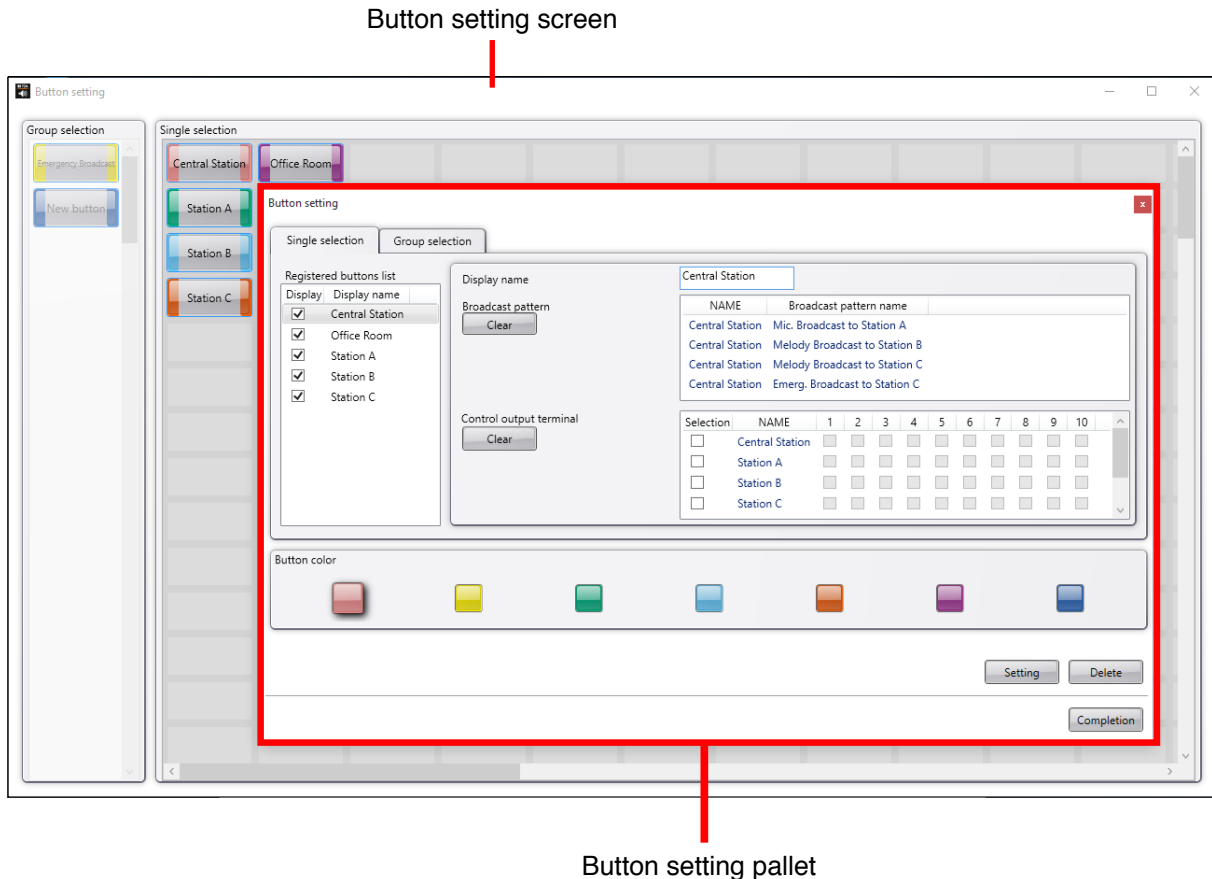 Button setting screen
Button setting
Group selection
Single selection
Emergency Broadcast
New button
Central Station
Office Room
Station A
Station B
Station C
Button setting
x
Single selection
Group selection
Registered buttons list
Display Display name
Central Station
Office Room
Station A
Station B
Station C
Display name
Central Station
Broadcast pattern
Clear
NAME Broadcast pattern name
Central Station Mic. Broadcast to Station A
Central Station Melody Broadcast to Station B
Central Station Melody Broadcast to Station C
Central Station Emerg. Broadcast to Station C
Control output terminal
Clear
Selection NAME 1 2 3 4 5 6 7 8 9 10
Central Station
Station A
Station B
Station C
Button color
Setting
Delete
Completion
Button setting pallet